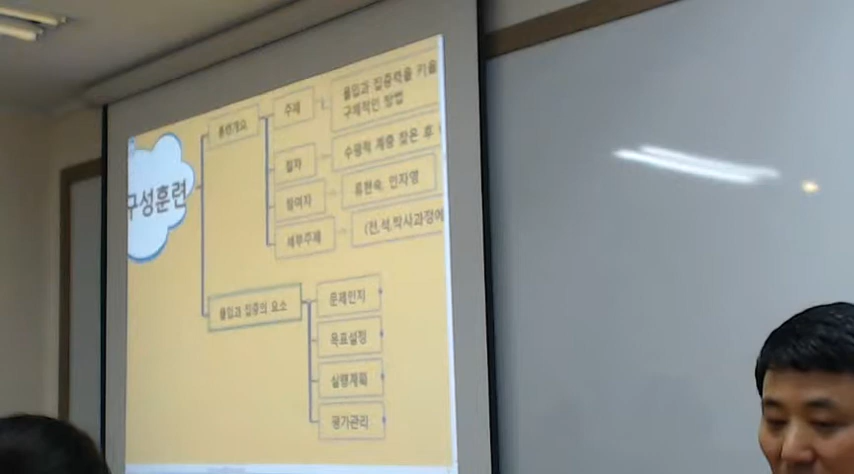 구성훈련
훈련개요
주제
몰입과 집중력을 키울
구체적인 방법
절차
수평적 계층 찾은 후
참여자
류현숙, 안자영
세부주제
(전,석,박사과정에
몰입과 집중의 요소
문제인지
목표설정
실행계획
평가관리